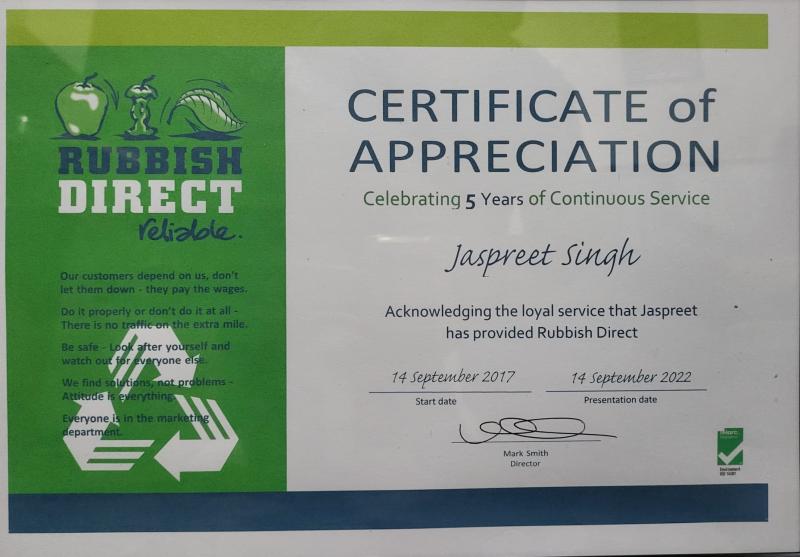 RUBBISH
DIRECT
reliable.
Our customers depend on us, don't
let them down - they pay the wages.
Do it properly or don't do it at all -
There is no traffic on the extra mile.
Be safe - Look after yourself and
watch out for everyone else.
We find solutions, not problems -
Attitude is everything.
Everyone is in the marketing
department.
CERTIFICATE of
APPRECIATION
Celebrating 5 Years of Continuous Service
Jaspreet Singh
Acknowledging the loyal service that Jaspreet
has provided Rubbish Direct
14 September 2017
14 September 2022
Start date
Presentation date
Mark Smith
Director